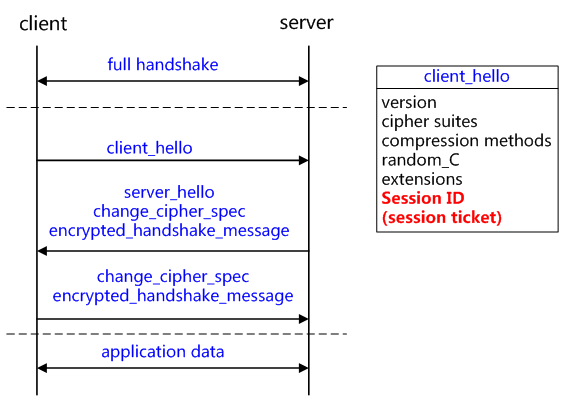 client
server
full handshake
client_hello
server_hello
change_cipher_spec
encrypted_handshake_message
change_cipher_spec
encrypted_handshake_message
application data
client_hello
version
cipher suites
compression methods
random_C
extensions
Session ID
(session ticket)